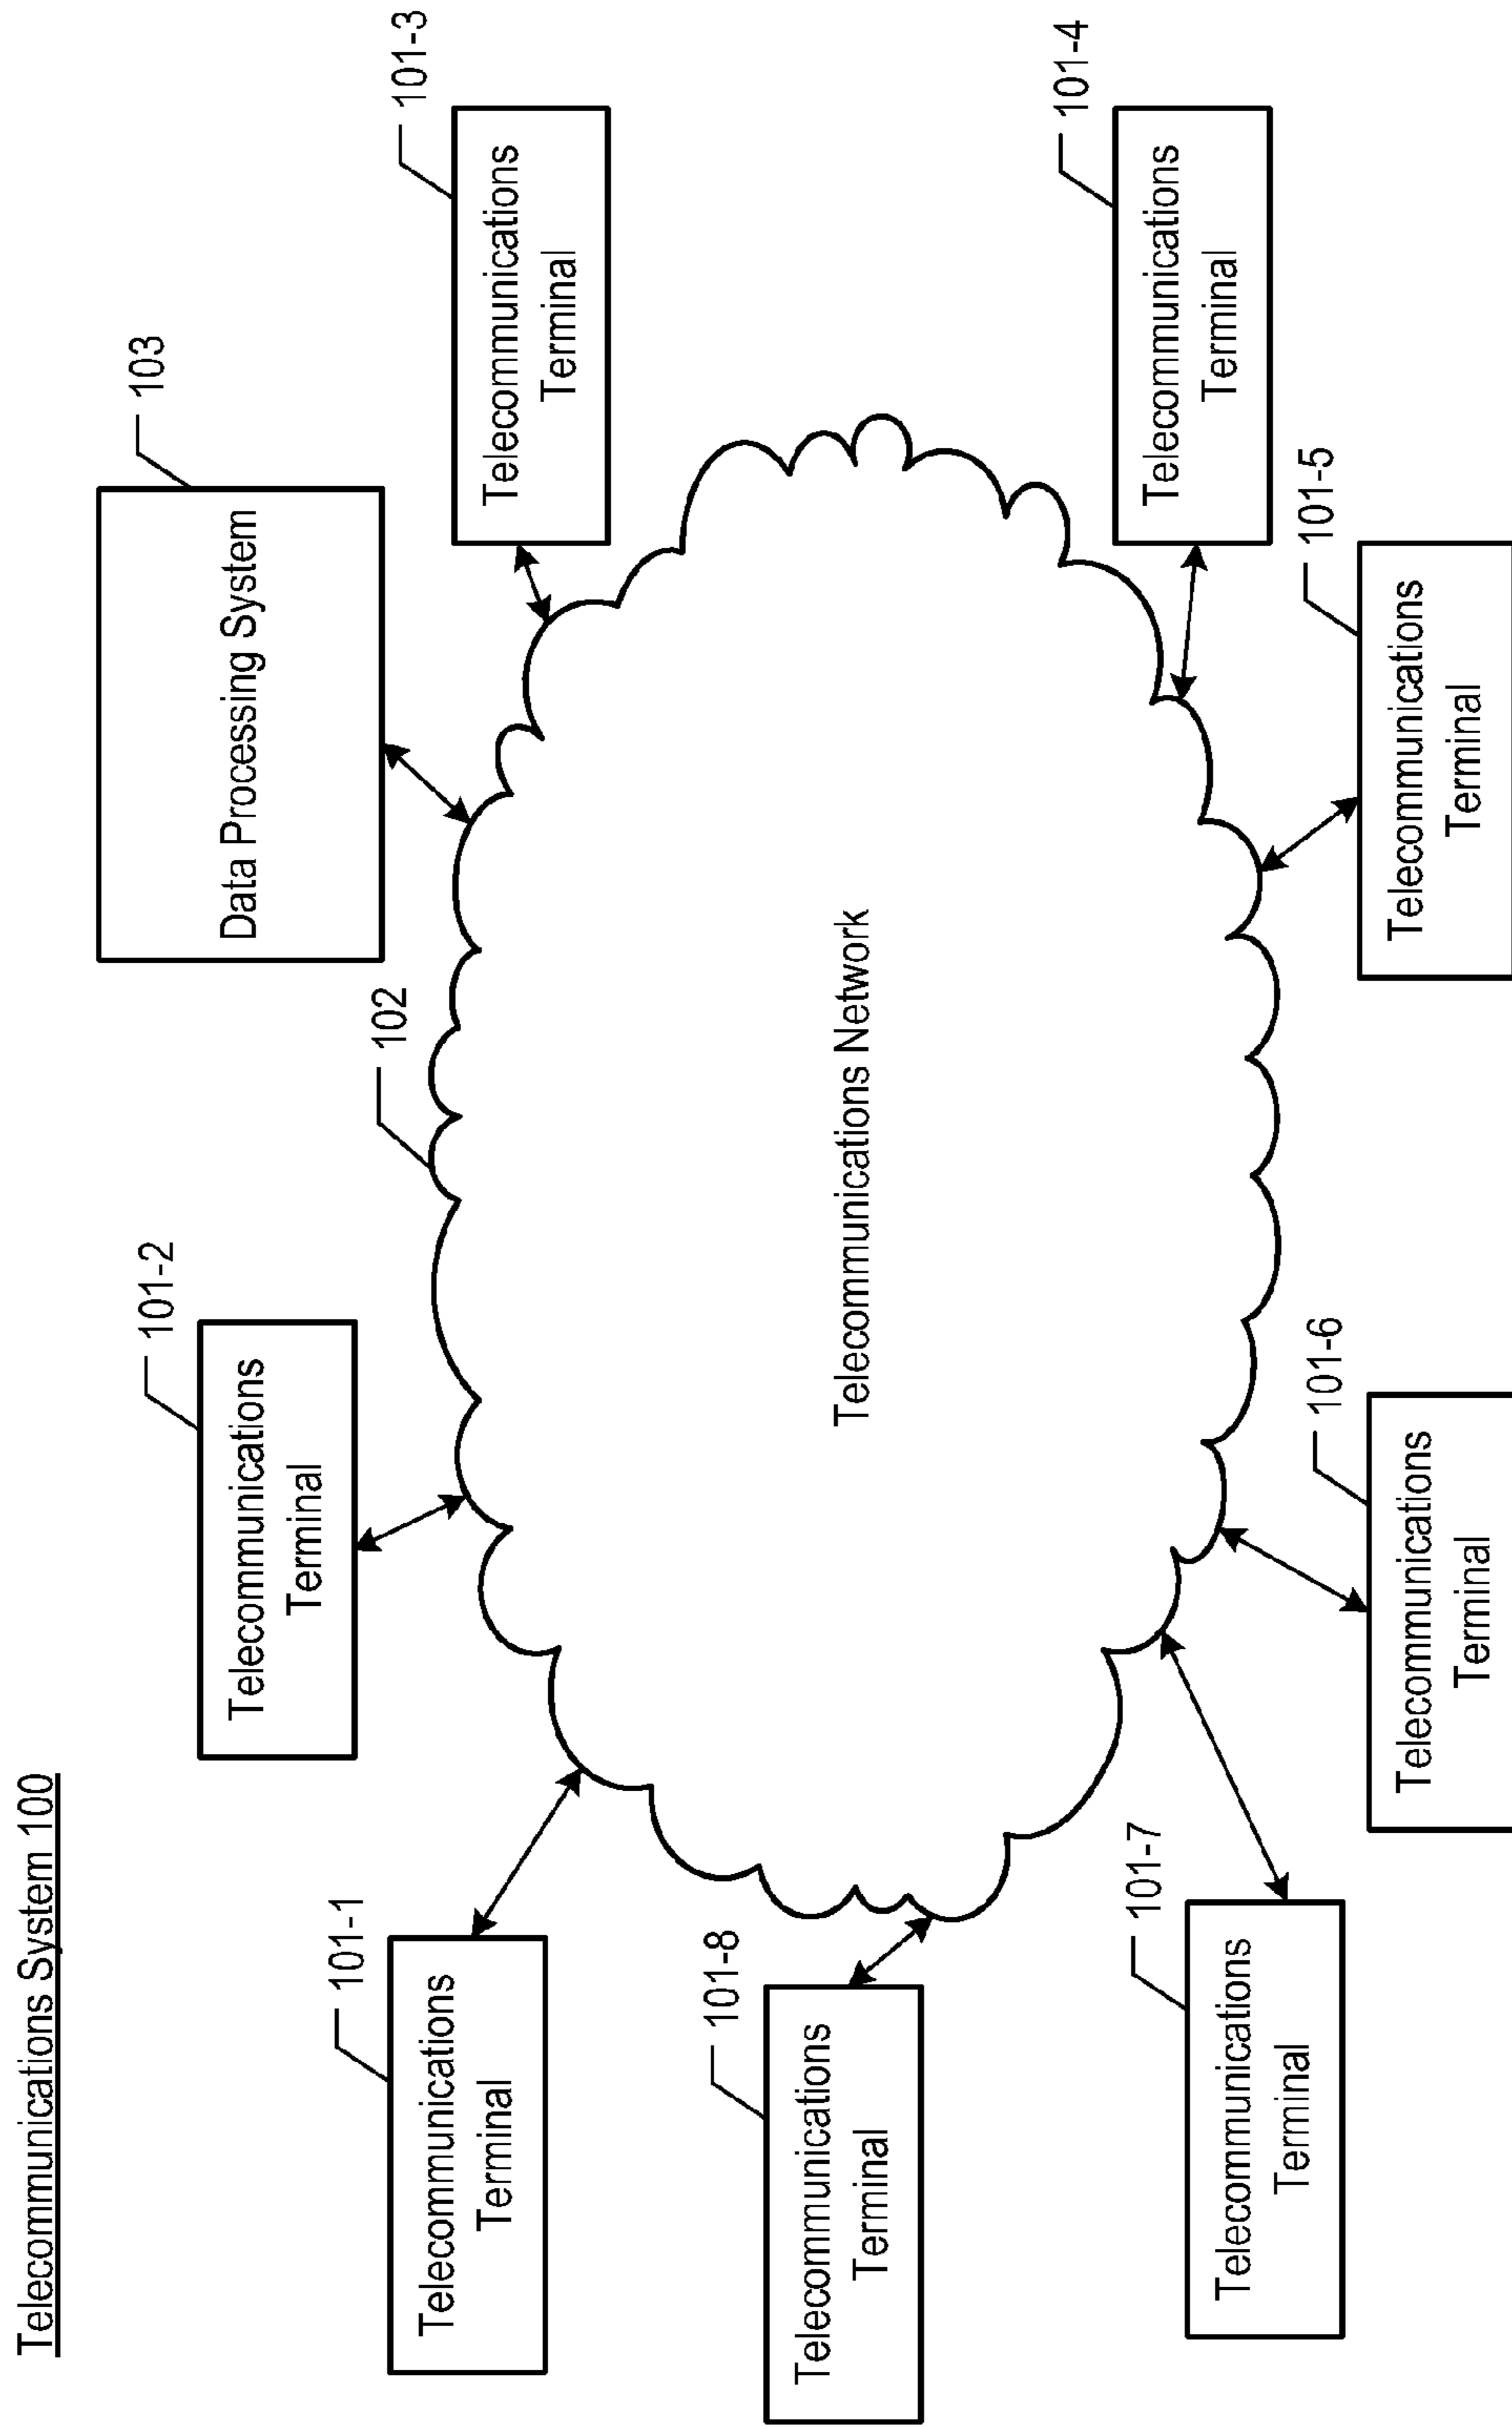 Telecommunications System 100
101-1
Telecommunications
Terminal
101-2
Telecommunications
Terminal
102
103
Data Processing System
101-3
Telecommunications
Terminal
Telecommunications Network
101-8
Telecommunications
Terminal
101-4
Telecommunications
Terminal
101-7
Telecommunications
Terminal
101-6
Telecommunications
Terminal
101-5
Telecommunications
Terminal